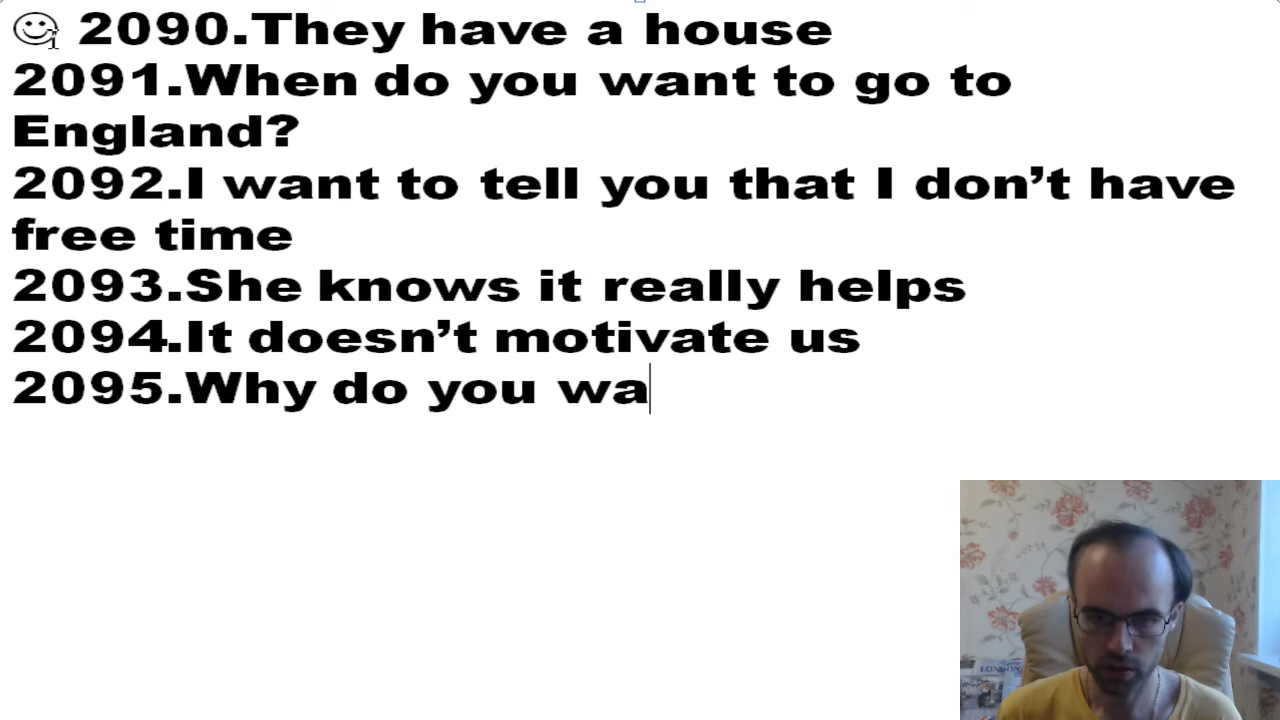 ☺ 2090.They have a house
2091.When do you want to go to
England?
2092.I want to tell you that I don’t have
free time
2093.She knows it really helps
2094.It doesn’t motivate us
2095.Why do you wa
LONDON